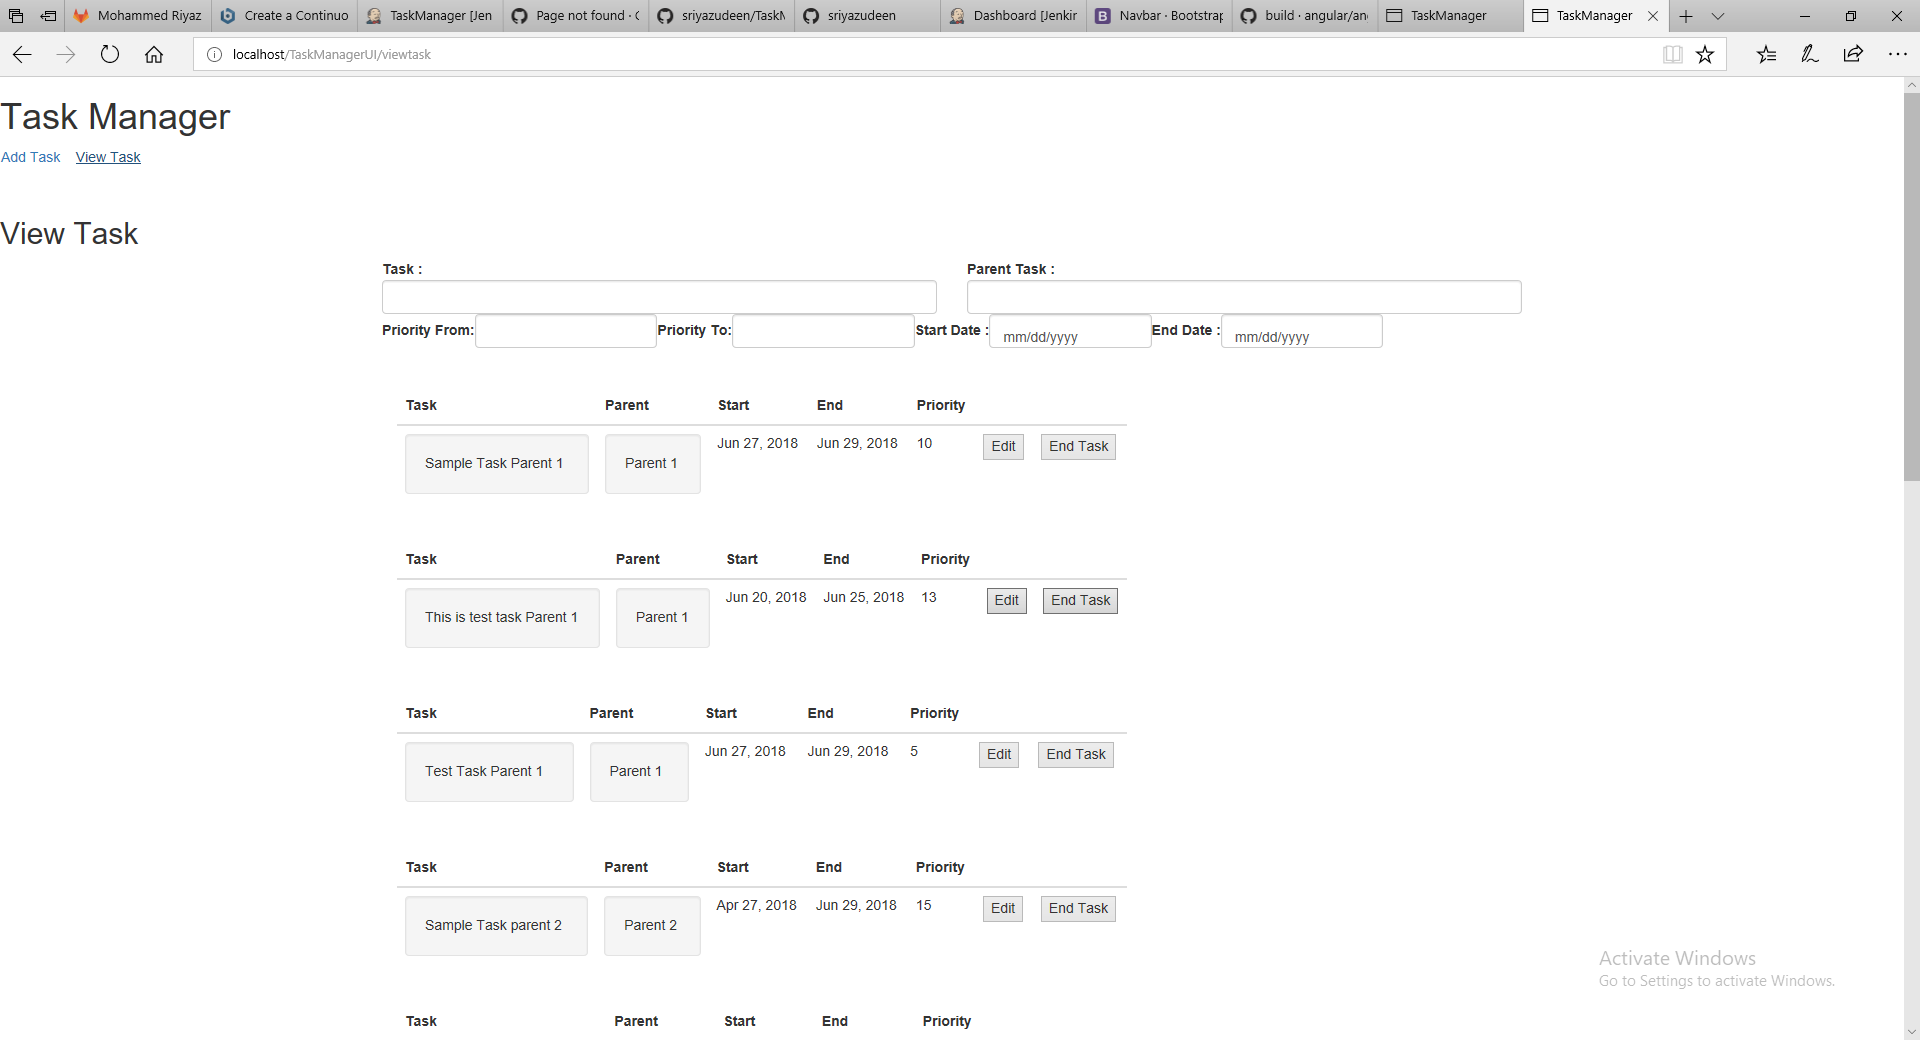 Mohammed Riyaz
Create a Continuo
TaskManager [Jen
Page not found · 
sriyazudeen/Task
sriyazudeen
Dashboard [Jenkir
Navbar · Bootstrap
build · angular/an
TaskManager
TaskManager
localhost/TaskManagerUI/viewtask
Task Manager
Add Task View Task
View Task
Task : Parent Task :
Priority From: Priority To: Start Date : mm/dd/yyyy End Date : mm/dd/yyyy
Task Parent Start End Priority
Sample Task Parent 1 Parent 1 Jun 27, 2018 Jun 29, 2018 10 Edit End Task
Task Parent Start End Priority
This is test task Parent 1 Parent 1 Jun 20, 2018 Jun 25, 2018 13 Edit End Task
Task Parent Start End Priority
Test Task Parent 1 Parent 1 Jun 27, 2018 Jun 29, 2018 5 Edit End Task
Task Parent Start End Priority
Sample Task parent 2 Parent 2 Apr 27, 2018 Jun 29, 2018 15 Edit End Task
Activate Windows
Go to Settings to activate Windows.
Task Parent Start End Priority